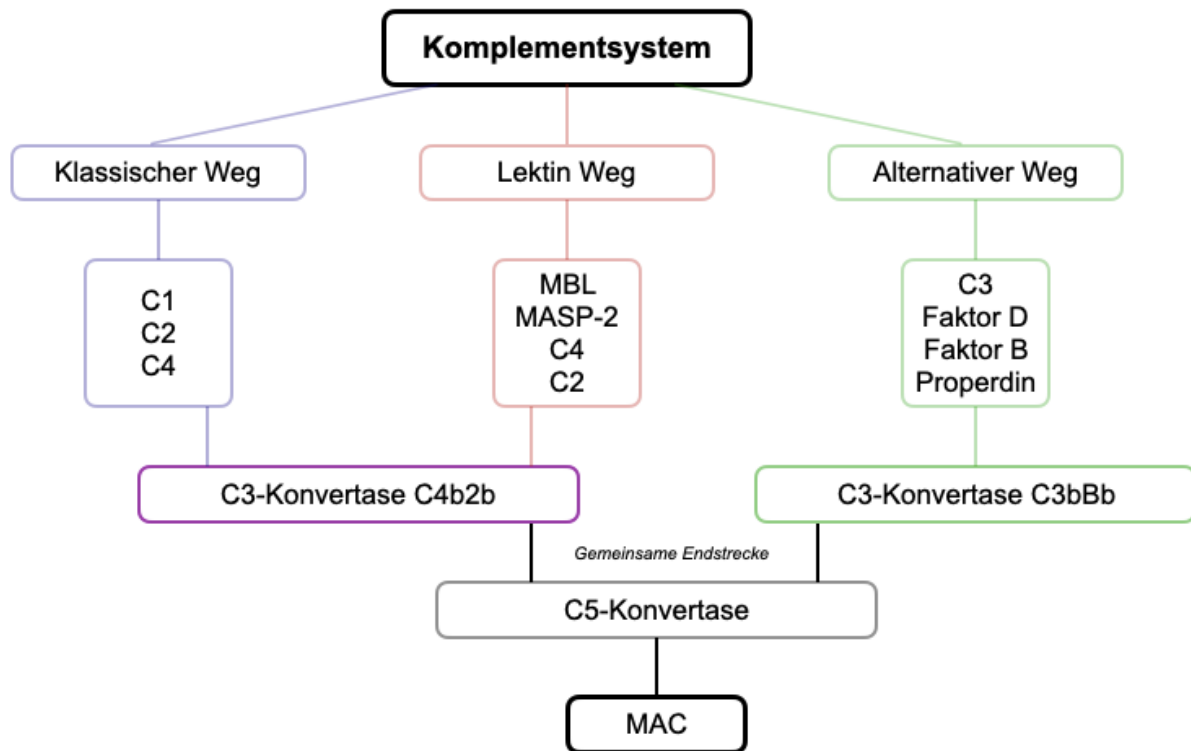 Komplementsystem
Klassischer Weg
Lektin Weg
Alternativer Weg
C1
C2
C4
MBL
MASP-2
C4
C2
C3
Faktor D
Faktor B
Properdin
C3-Konvertase C4b2b
C3-Konvertase C3bBb
Gemeinsame Endstrecke
C5-Konvertase
MAC